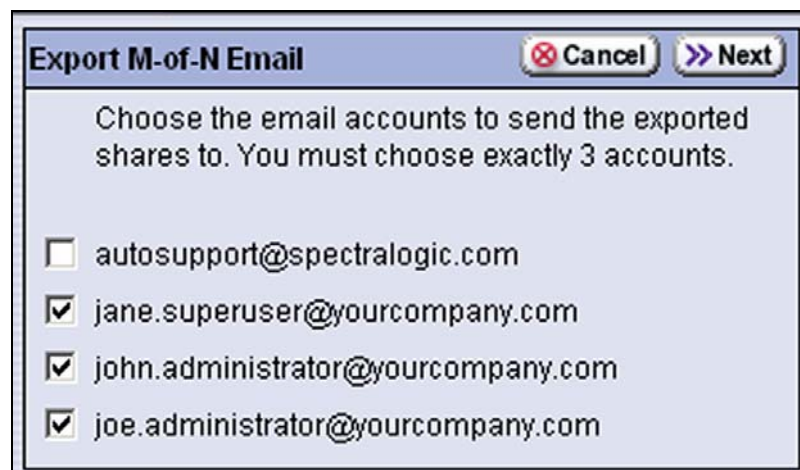 Export M-of-N Email
Cancel
Next
Choose the email accounts to send the exported
shares to. You must choose exactly 3 accounts.
autosupport@spectralogic.com
jane.superuser@yourcompany.com
john.administrator@yourcompany.com
joe.administrator@yourcompany.com